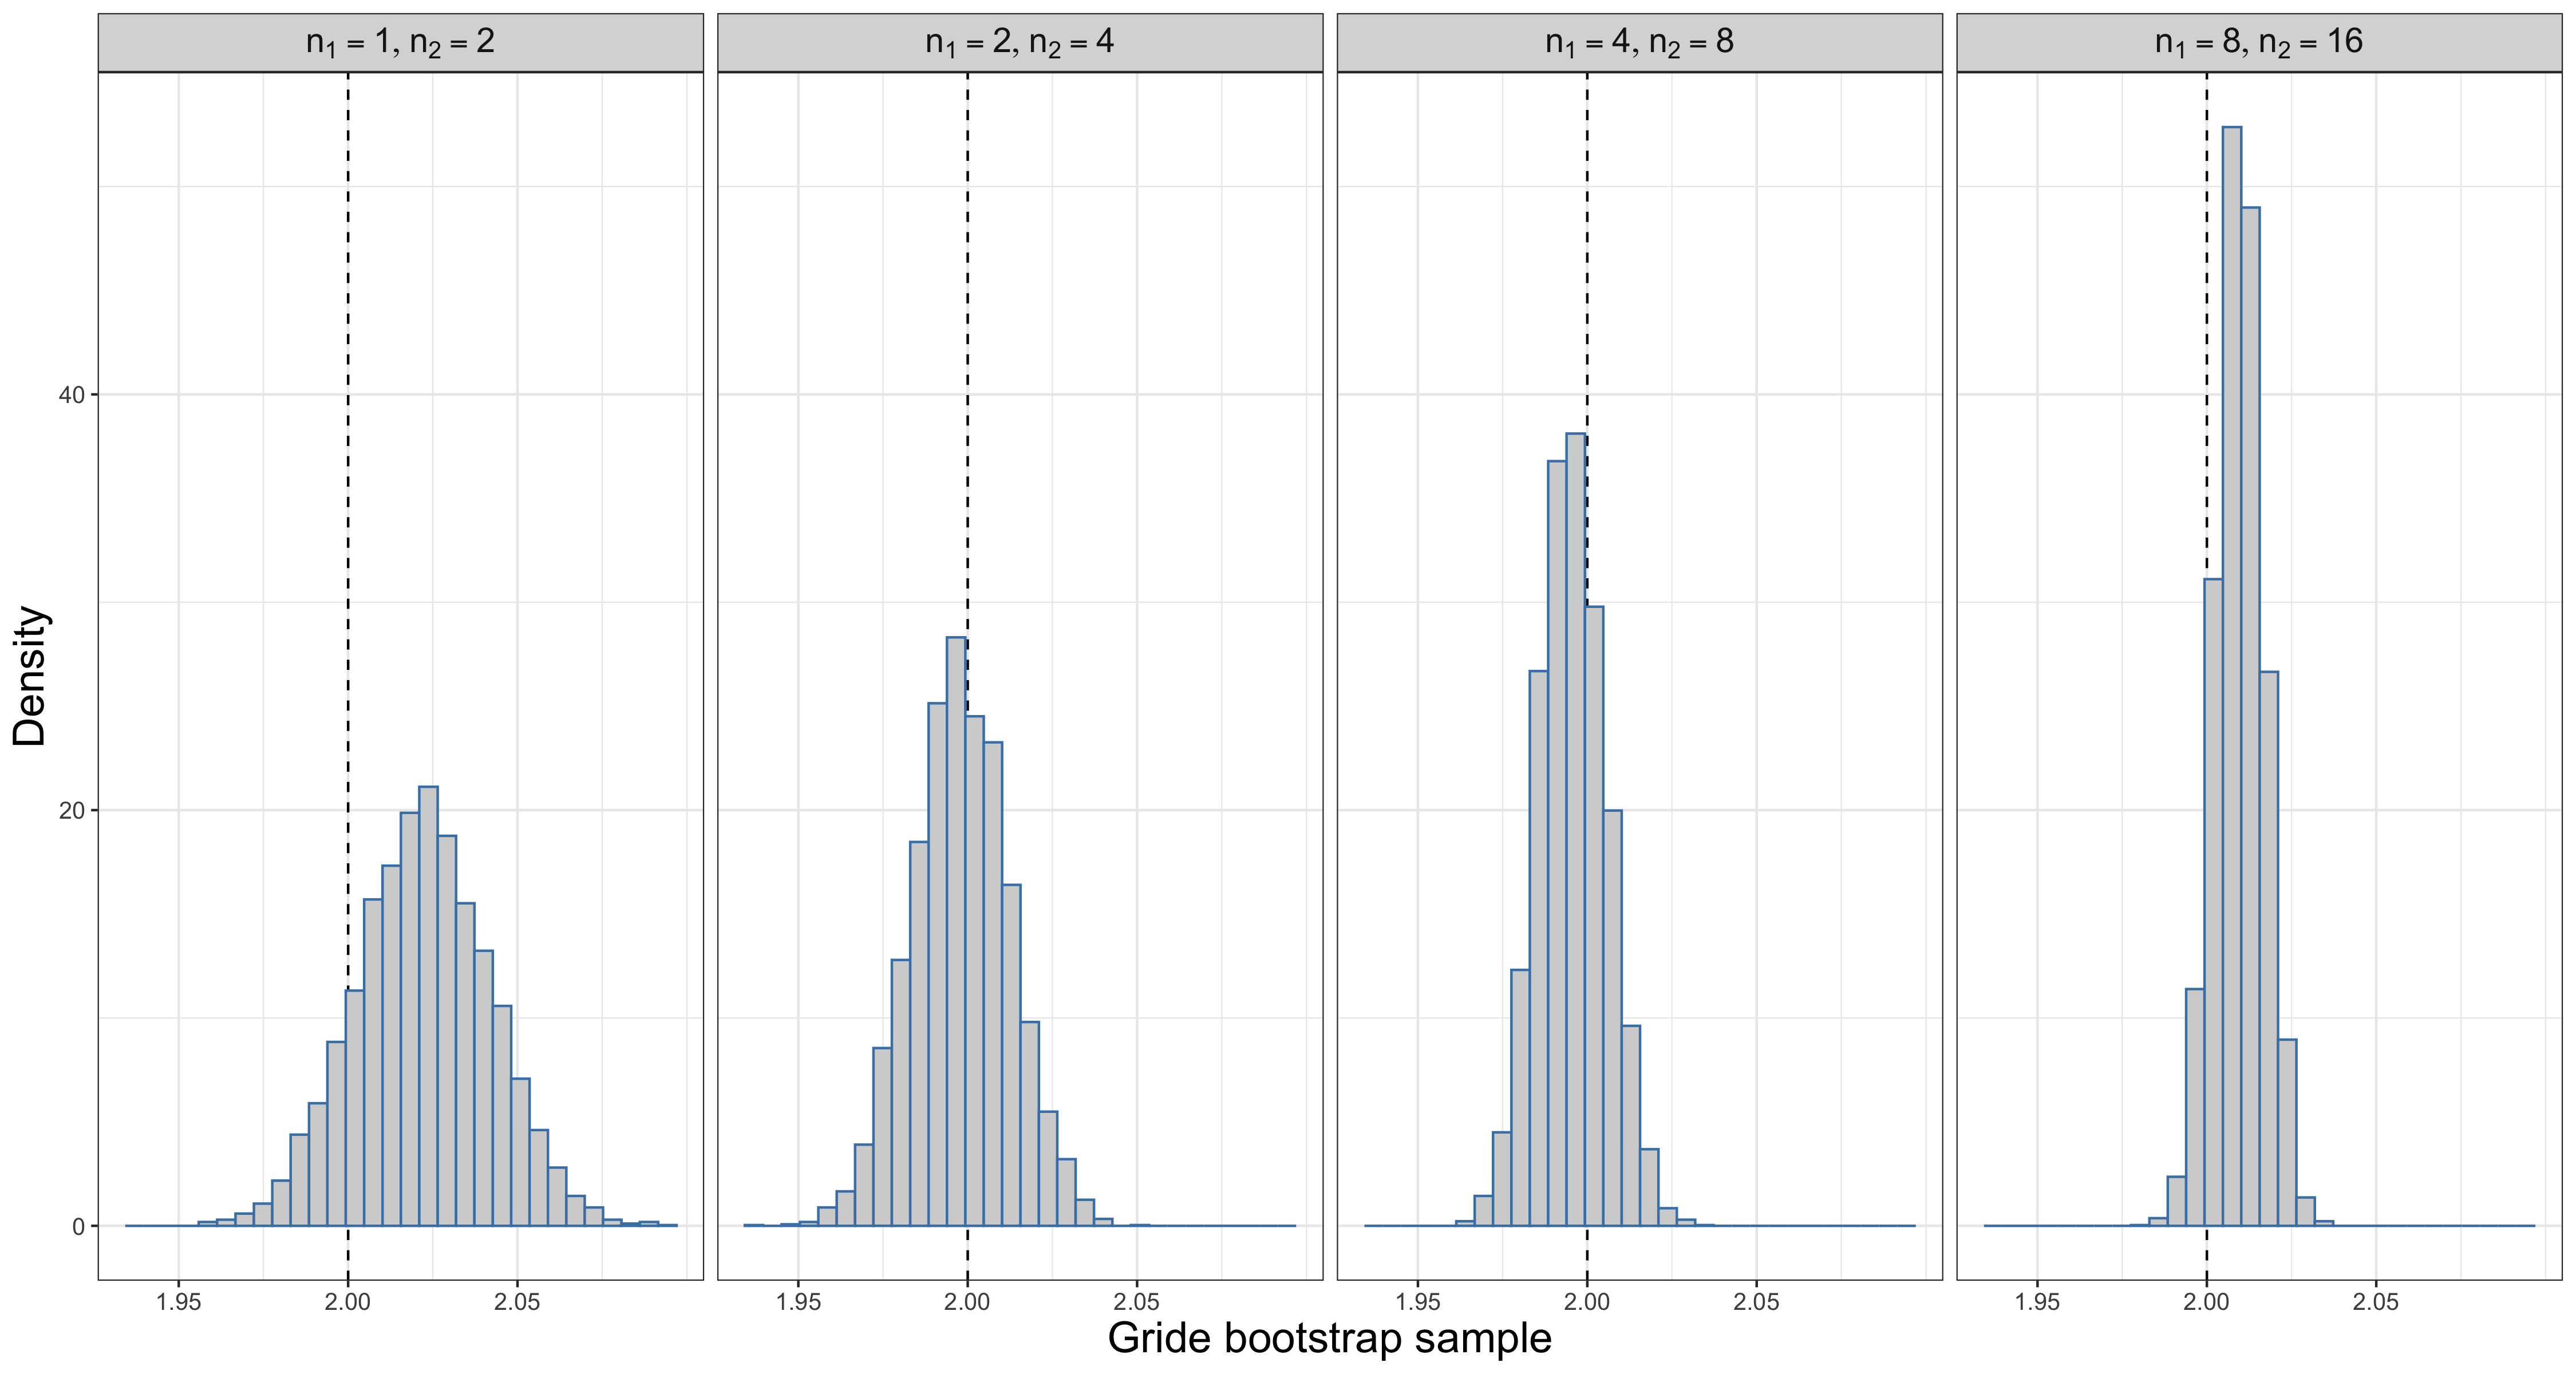 n₁ = 1, n₂ = 2
n₁ = 2, n₂ = 4
n₁ = 4, n₂ = 8
n₁ = 8, n₂ = 16
Density
40
20
0
1.95 2.00 2.05
1.95 2.00 2.05
1.95 2.00 2.05
1.95 2.00 2.05
Gride bootstrap sample